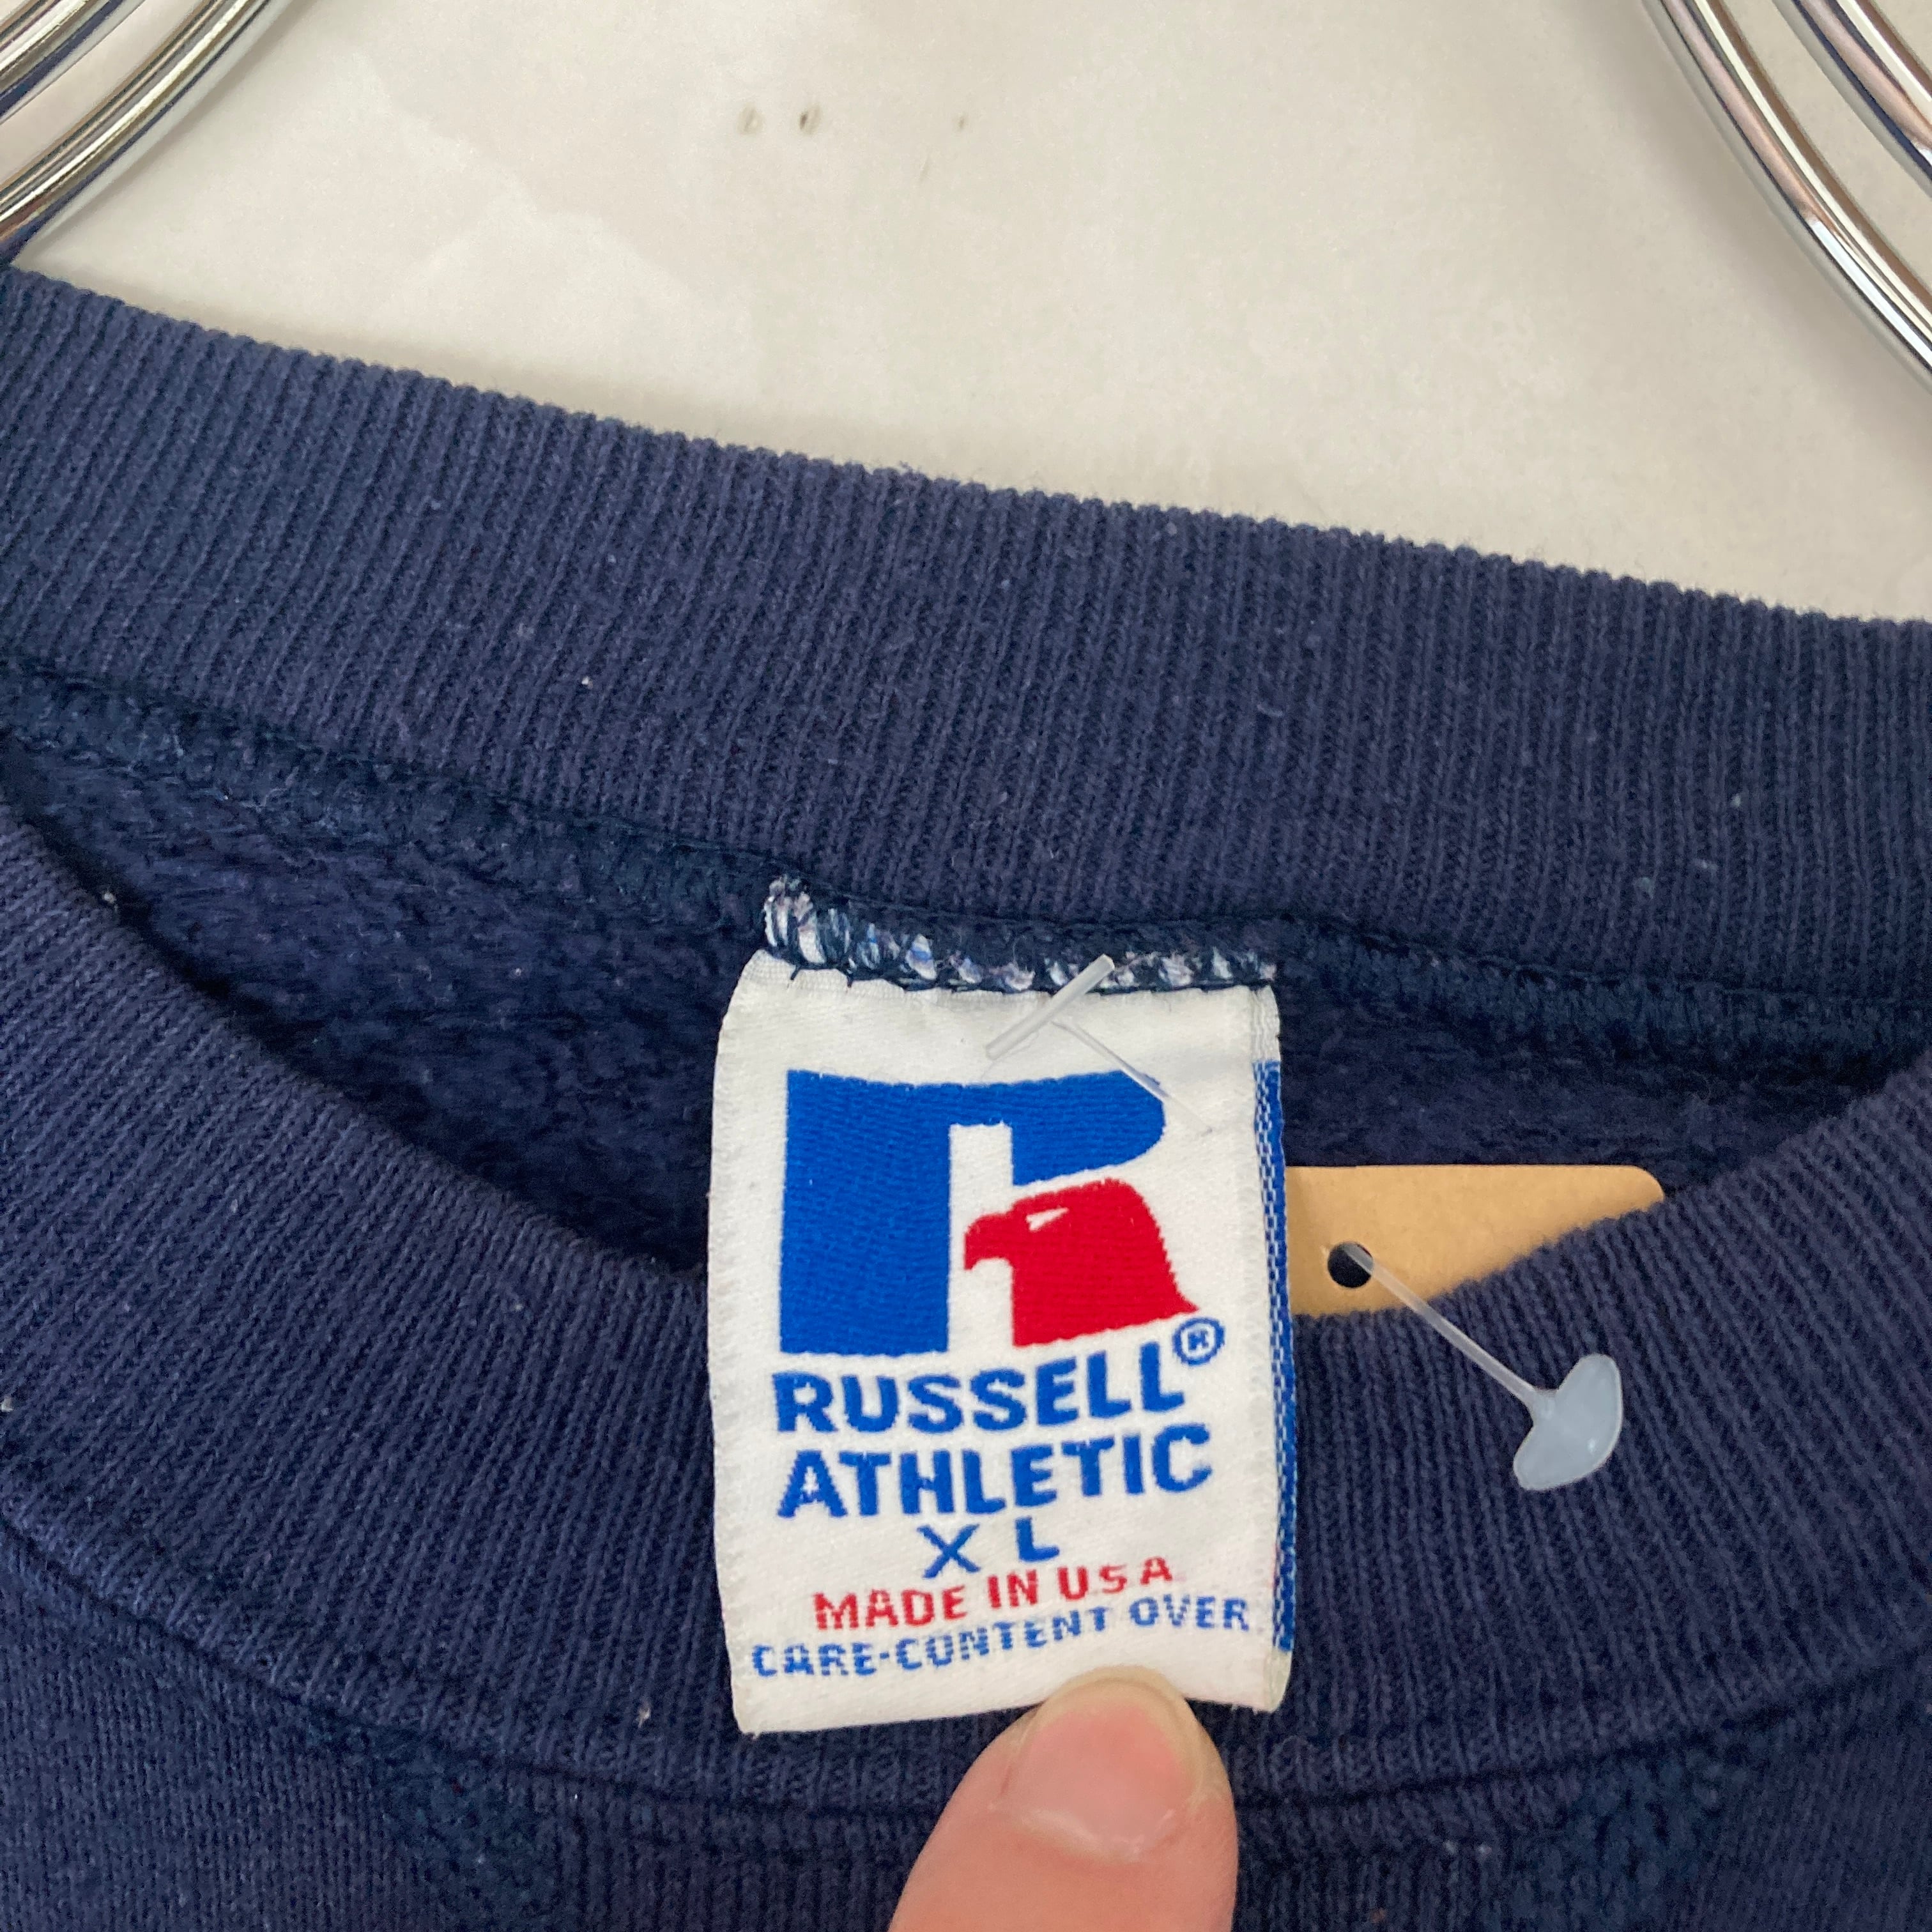 R
RUSSELL®
ATHLETIC
XL
MADE IN USA
CARE-CONTENT OVER